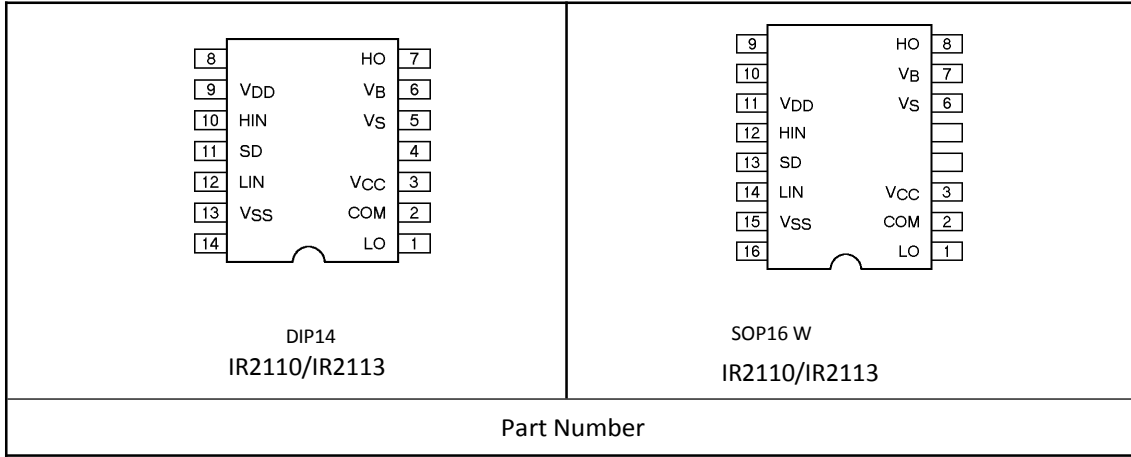 8 HO 7
9 VDD VB 6
10 HIN VS 5
11 SD 4
12 LIN VCC 3
13 VSS COM 2
14 LO 1
DIP14
IR2110/IR2113
9 HO 8
10 VB 7
11 VDD VS 6
12 HIN
13 SD
14 LIN VCC 3
15 VSS COM 2
16 LO 1
SOP16 W
IR2110/IR2113
Part Number